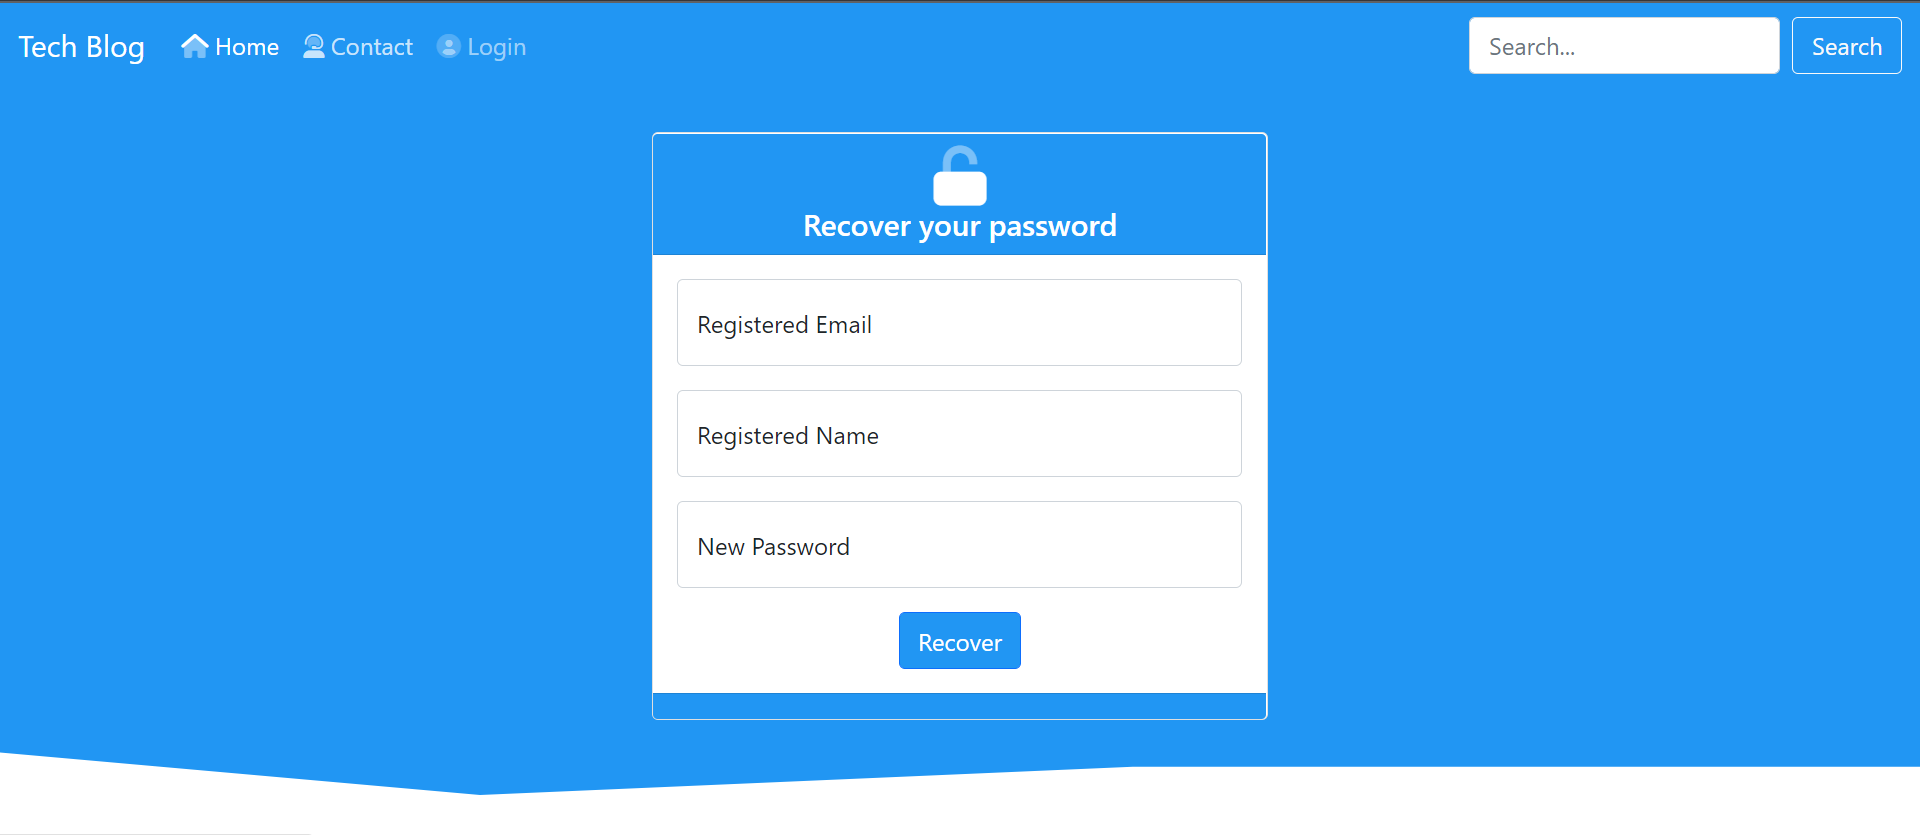 Tech Blog Home Contact Login Search... Search
Recover your password
Registered Email
Registered Name
New Password
Recover